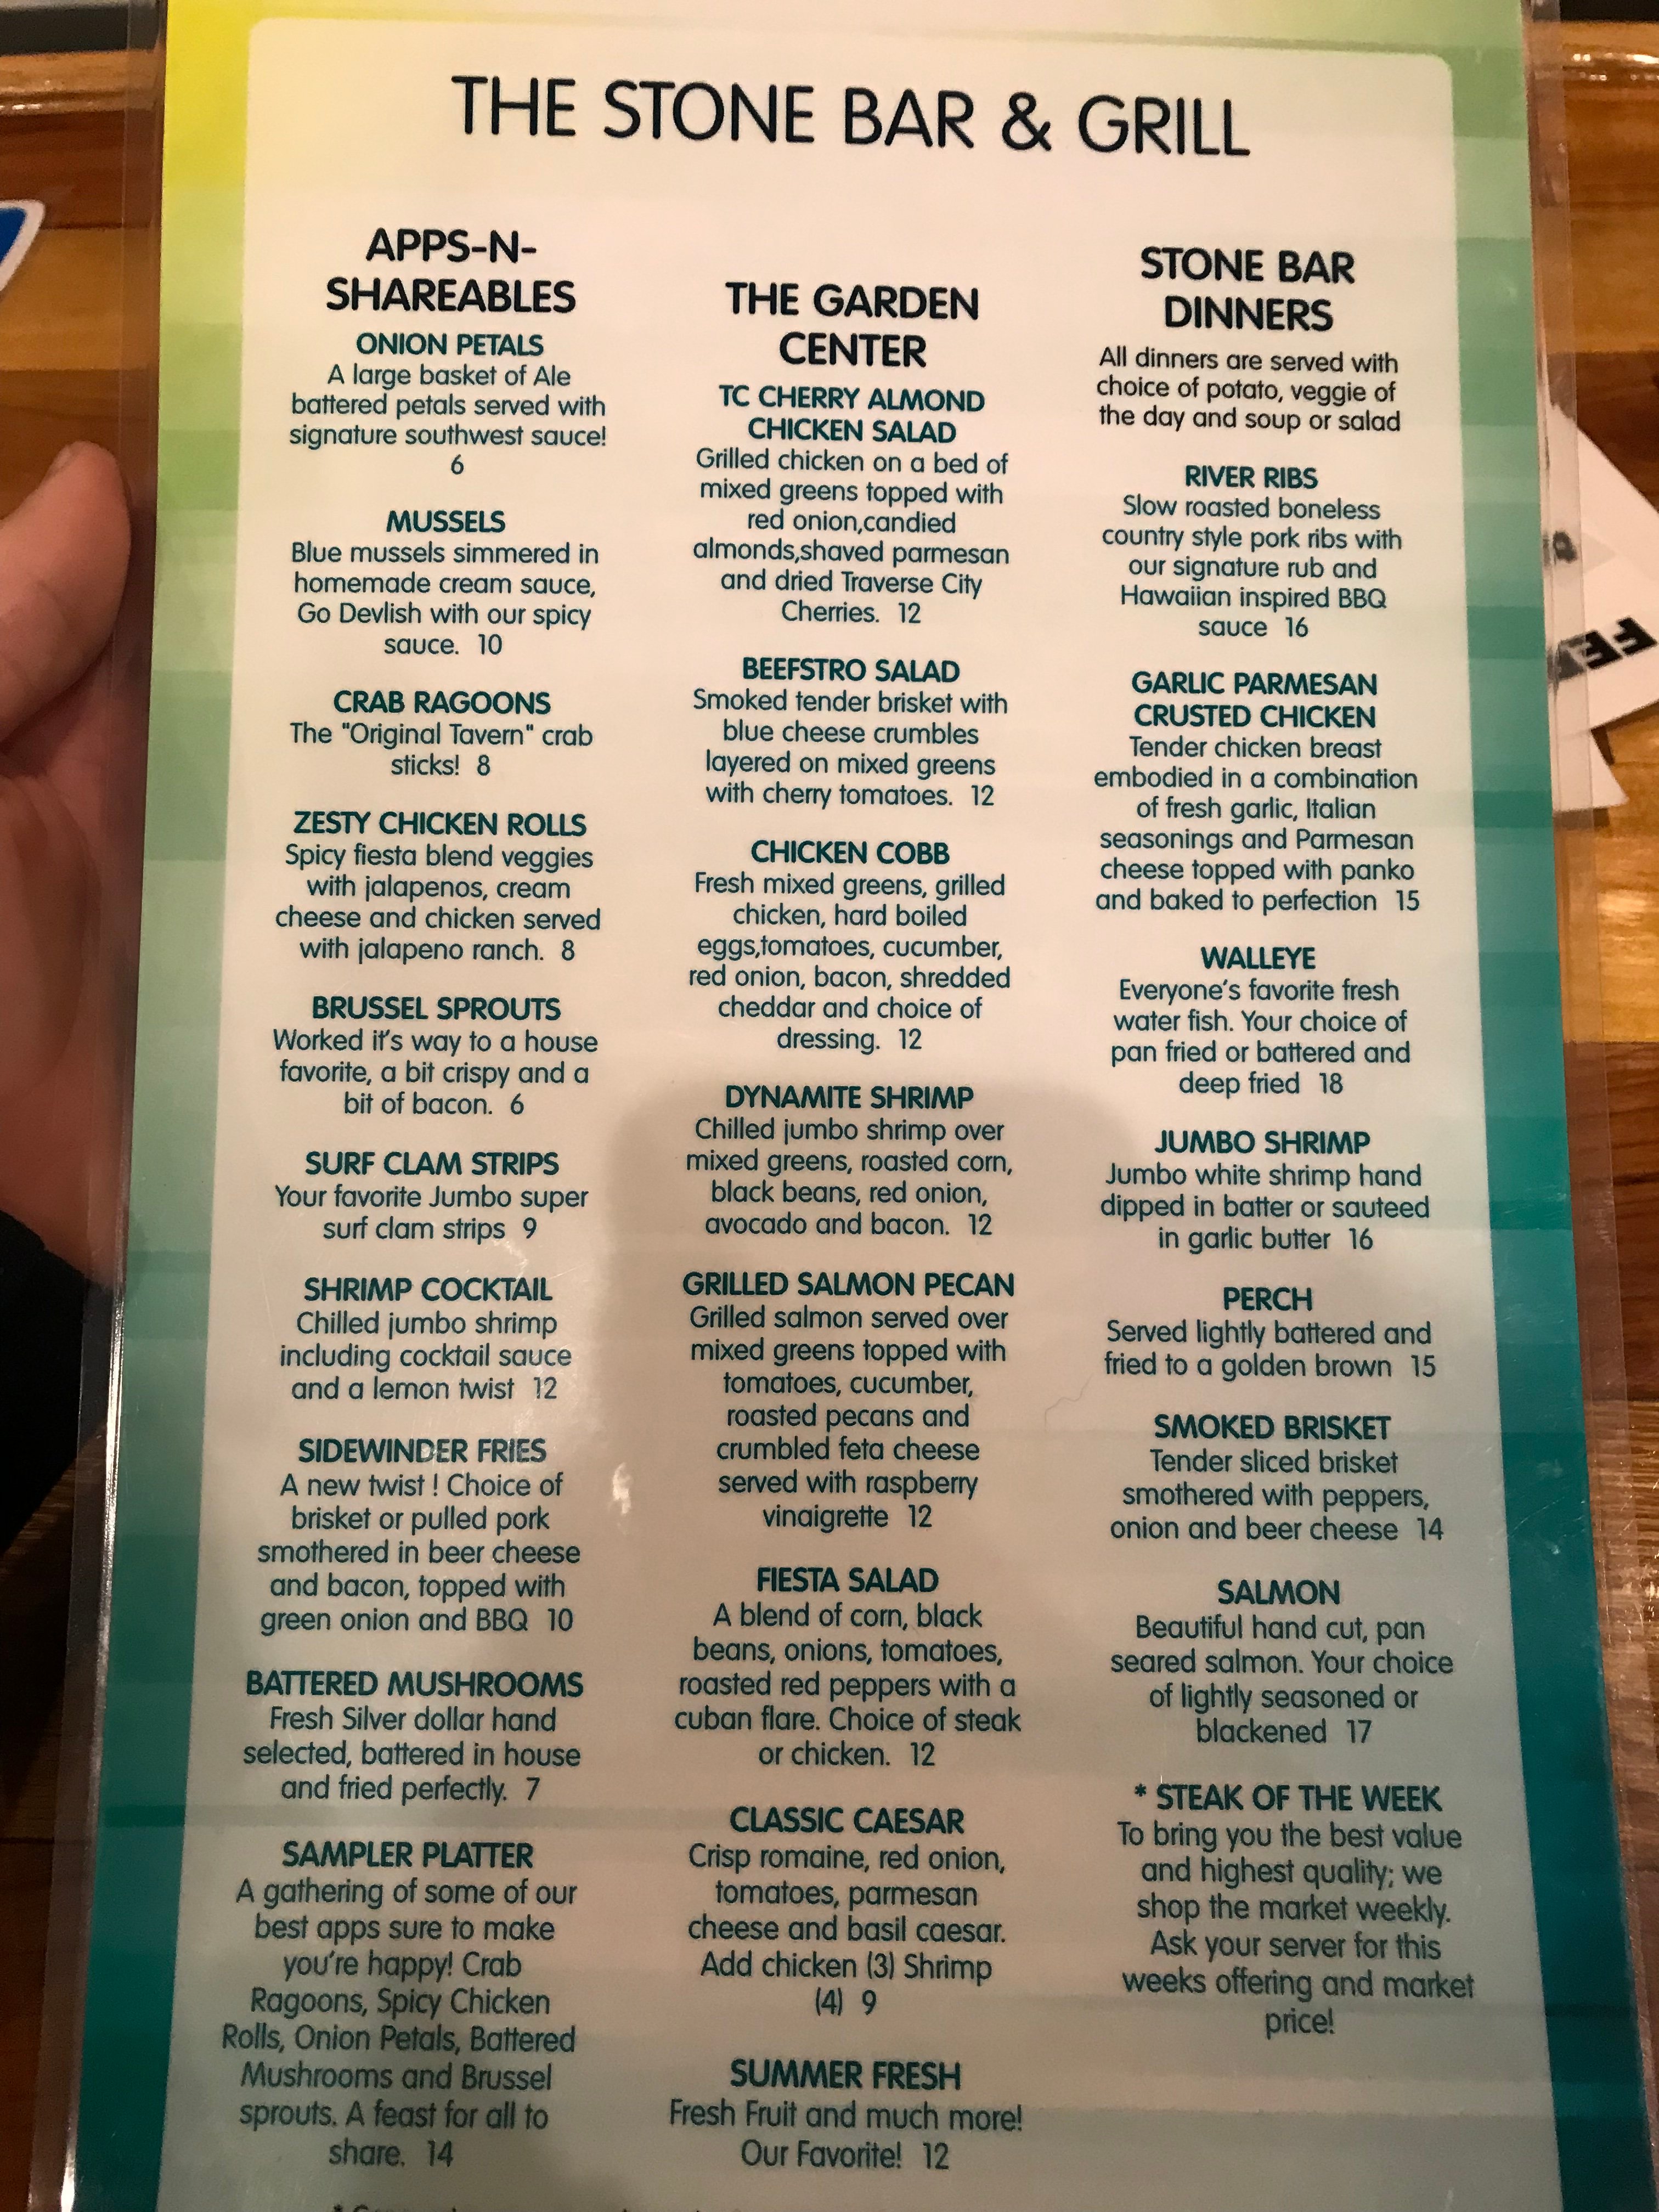 THE STONE BAR & GRILL
APPS-N-
SHAREABLES
ONION PETALS
A large basket of Ale
battered petals served with
signature southwest sauce!
6
MUSSELS
Blue mussels simmered in
homemade cream sauce,
Go Devlish with our spicy
sauce. 10
CRAB RAGOONS
The "Original Tavern" crab
sticks! 8
ZESTY CHICKEN ROLLS
Spicy fiesta blend veggies
with jalapenos, cream
cheese and chicken served
with jalapeno ranch. 8
BRUSSEL SPROUTS
Worked it's way to a house
favorite, a bit crispy and a
bit of bacon. 6
SURF CLAM STRIPS
Your favorite Jumbo super
surf clam strips 9
SHRIMP COCKTAIL
Chilled jumbo shrimp
including cocktail sauce
and a lemon twist 12
SIDEWINDER FRIES
A new twist ! Choice of
brisket or pulled pork
smothered in beer cheese
and bacon, topped with
green onion and BBQ 10
BATTERED MUSHROOMS
Fresh Silver dollar hand
selected, battered in house
and fried perfectly. 7
SAMPLER PLATTER
A gathering of some of our
best apps sure to make
you're happy! Crab
Ragoons, Spicy Chicken
Rolls, Onion Petals, Battered
Mushrooms and Brussel
sprouts. A feast for all to
share. 14
THE GARDEN
CENTER
TC CHERRY ALMOND
CHICKEN SALAD
Grilled chicken on a bed of
mixed greens topped with
red onion,candied
almonds,shaved parmesan
and dried Traverse City
Cherries. 12
BEEFSTRO SALAD
Smoked tender brisket with
blue cheese crumbles
layered on mixed greens
with cherry tomatoes. 12
CHICKEN COBB
Fresh mixed greens, grilled
chicken, hard boiled
eggs,tomatoes, cucumber,
red onion, bacon, shredded
cheddar and choice of
dressing. 12
DYNAMITE SHRIMP
Chilled jumbo shrimp over
mixed greens, roasted corn,
black beans, red onion,
avocado and bacon. 12
GRILLED SALMON PECAN
Grilled salmon served over
mixed greens topped with
tomatoes, cucumber,
roasted pecans and
crumbled feta cheese
served with raspberry
vinaigrette 12
FIESTA SALAD
A blend of corn, black
beans, onions, tomatoes,
roasted red peppers with a
cuban flare. Choice of steak
or chicken. 12
CLASSIC CAESAR
Crisp romaine, red onion,
tomatoes, parmesan
cheese and basil caesar.
Add chicken (3) Shrimp
(4) 9
SUMMER FRESH
Fresh Fruit and much more!
Our Favorite! 12
STONE BAR
DINNERS
All dinners are served with
choice of potato, veggie of
the day and soup or salad
RIVER RIBS
Slow roasted boneless
country style pork ribs with
our signature rub and
Hawaiian inspired BBQ
sauce 16
GARLIC PARMESAN
CRUSTED CHICKEN
Tender chicken breast
embodied in a combination
of fresh garlic, Italian
seasonings and Parmesan
cheese topped with panko
and baked to perfection 15
WALLEYE
Everyone's favorite fresh
water fish. Your choice of
pan fried or battered and
deep fried 18
JUMBO SHRIMP
Jumbo white shrimp hand
dipped in batter or sauteed
in garlic butter 16
PERCH
Served lightly battered and
fried to a golden brown 15
SMOKED BRISKET
Tender sliced brisket
smothered with peppers,
onion and beer cheese 14
SALMON
Beautiful hand cut, pan
seared salmon. Your choice
of lightly seasoned or
blackened 17
* STEAK OF THE WEEK
To bring you the best value
and highest quality; we
shop the market weekly.
Ask your server for this
weeks offering and market
price!